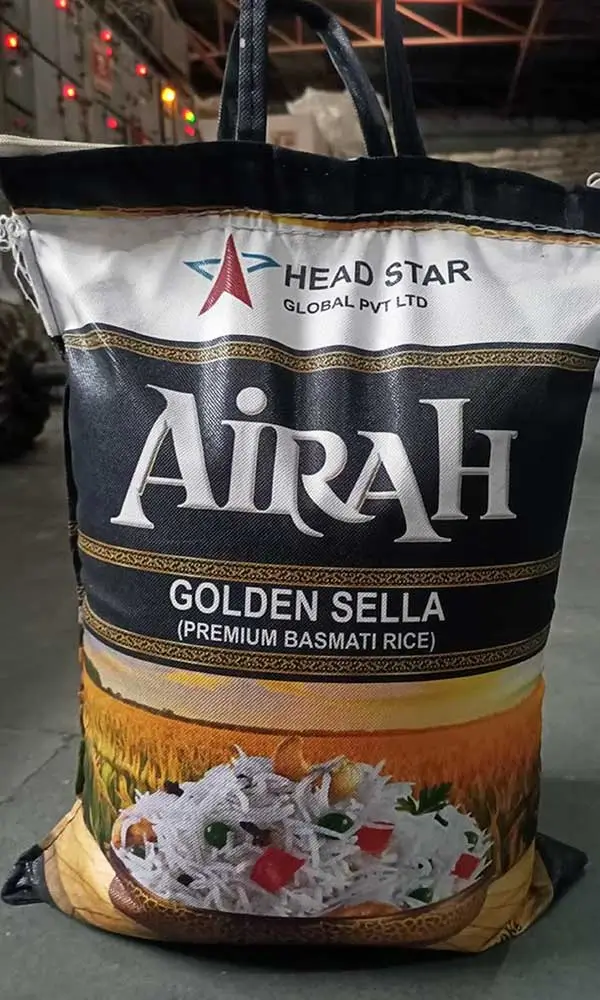 HEAD STAR
GLOBAL PVT LTD
AiRAH
GOLDEN SELLA
(PREMIUM BASMATI RICE)